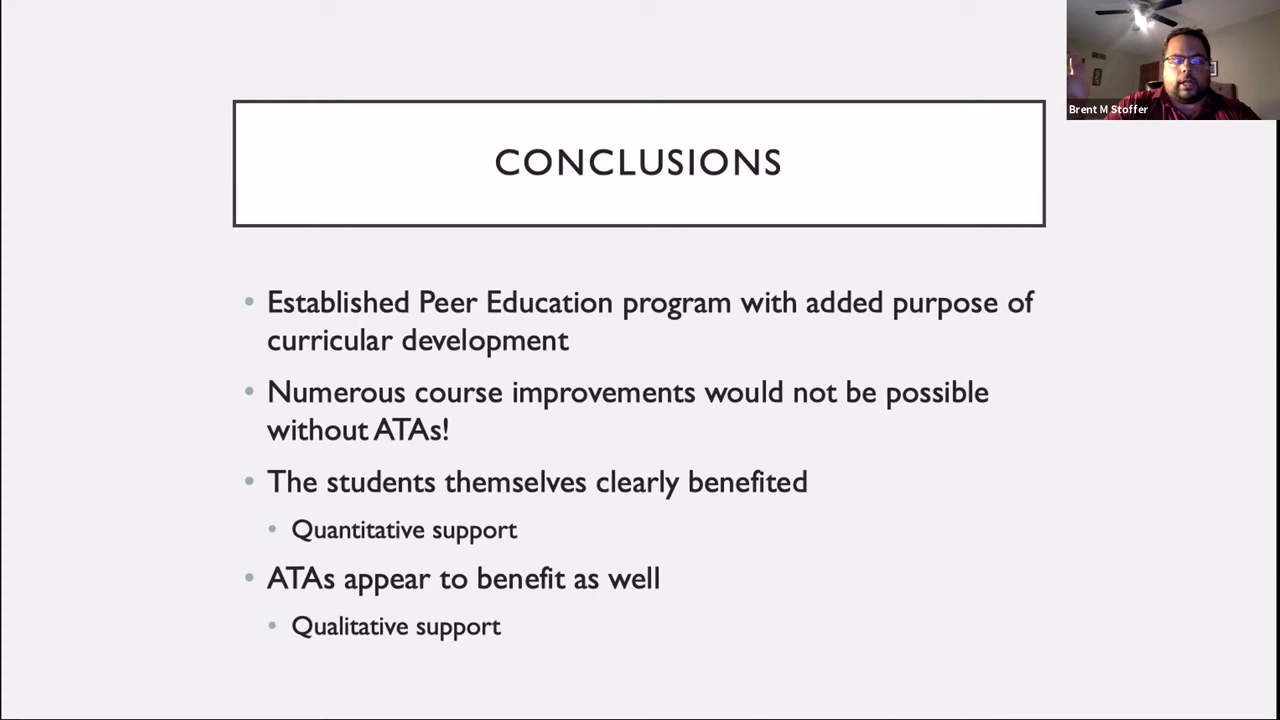 Brent M Stoffer
CONCLUSIONS
• Established Peer Education program with added purpose of
curricular development
• Numerous course improvements would not be possible
without ATAs!
• The students themselves clearly benefited
• Quantitative support
• ATAs appear to benefit as well
• Qualitative support